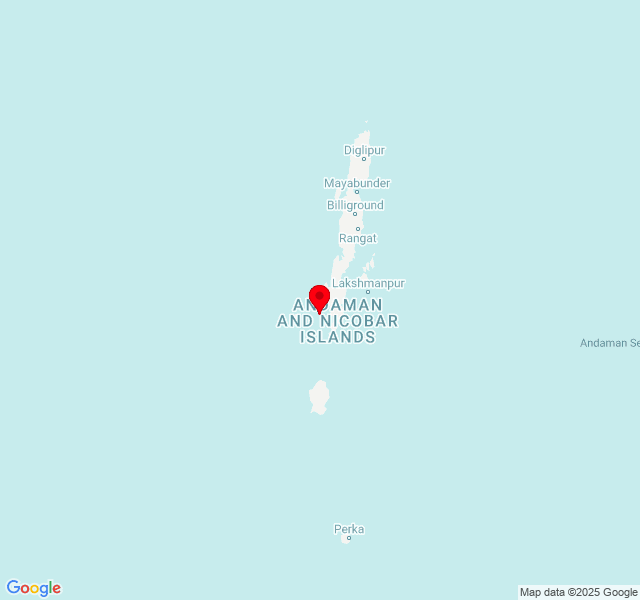 Diglipur
Mayabunder
Billiground
Rangat
Lakshmanpur
ANDAMAN
AND NICOBAR
ISLANDS
Andaman Se
Perka
Google
Map data ©2025 Google